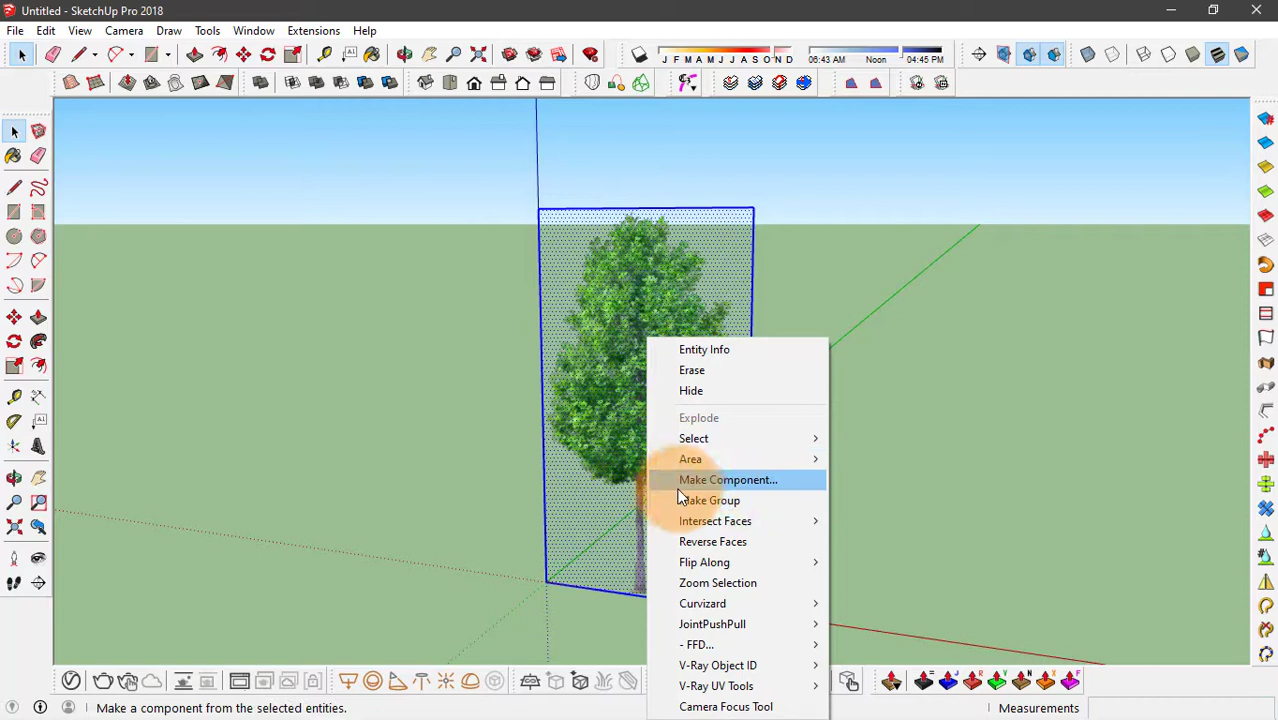 Untitled - SketchUp Pro 2018
File Edit View Camera Draw Tools Window Extensions Help
J F M A M J J A S O N D 06:43 AM Noon 04:45 PM
Entity Info
Erase
Hide
Explode
Select
Area
Make Component...
Make Group
Intersect Faces
Reverse Faces
Flip Along
Zoom Selection
Curvizard
JointPushPull
- FFD...
V-Ray Object ID
V-Ray UV Tools
Camera Focus Tool
Make a component from the selected entities. Measurements